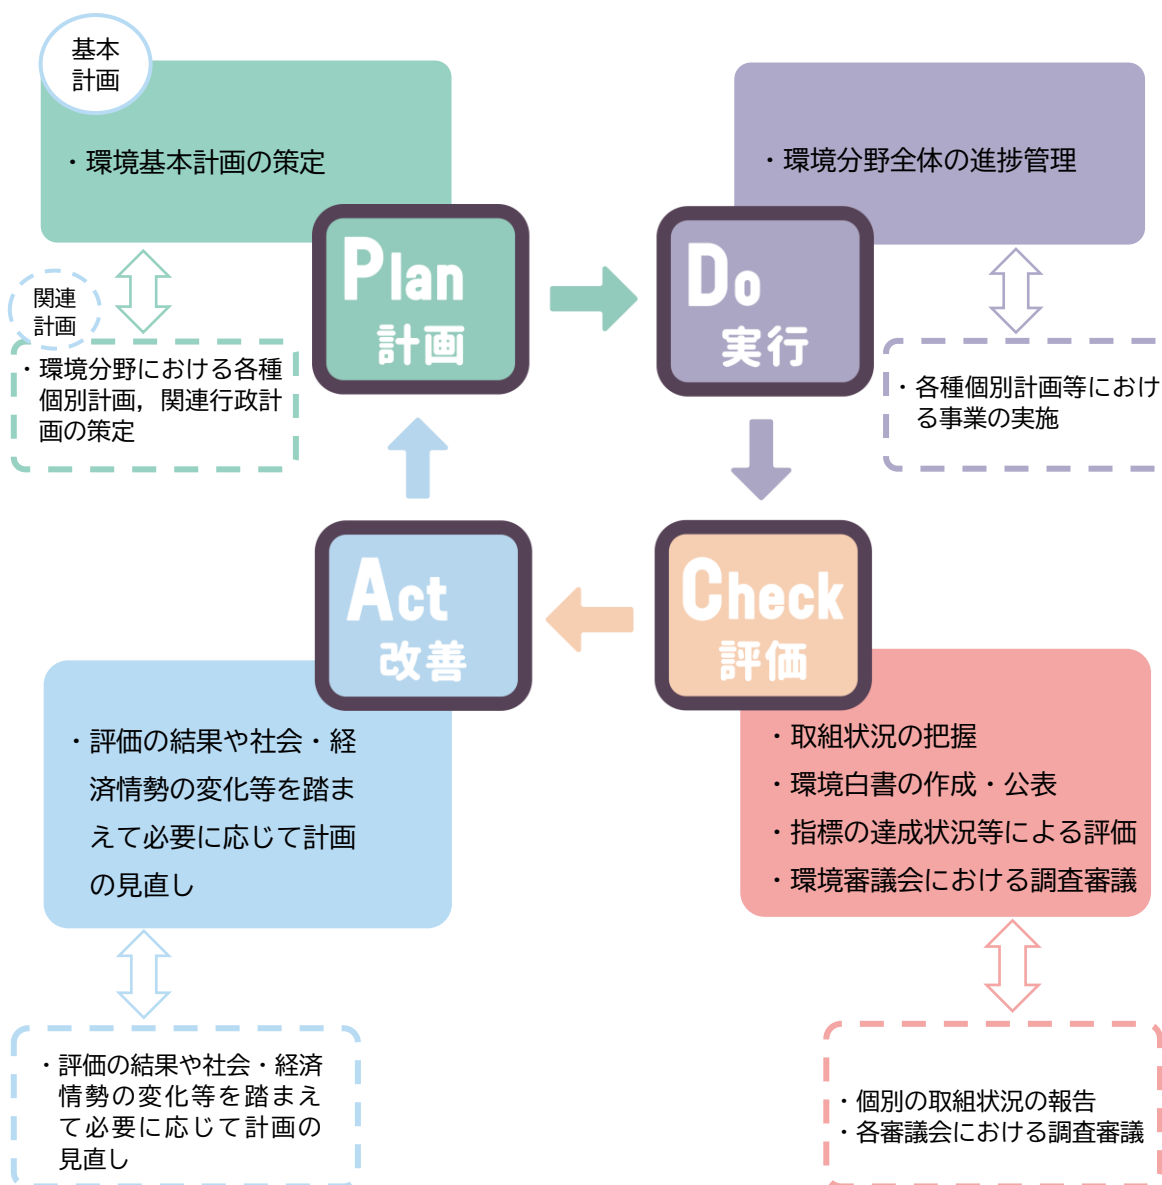 基本
計画
・環境基本計画の策定
・環境分野全体の進捗管理
Plan
計画
Do
実行
関連
計画
・環境分野における各種
個別計画，関連行政計
画の策定
・各種個別計画等におけ
る事業の実施
Act
改善
Check
評価
・評価の結果や社会・経
済情勢の変化等を踏ま
えて必要に応じて計画
の見直し
・取組状況の把握
・環境白書の作成・公表
・指標の達成状況等による評価
・環境審議会における調査審議
・評価の結果や社会・経済
情勢の変化等を踏まえ
て必要に応じて計画の
見直し
・個別の取組状況の報告
・各審議会における調査審議